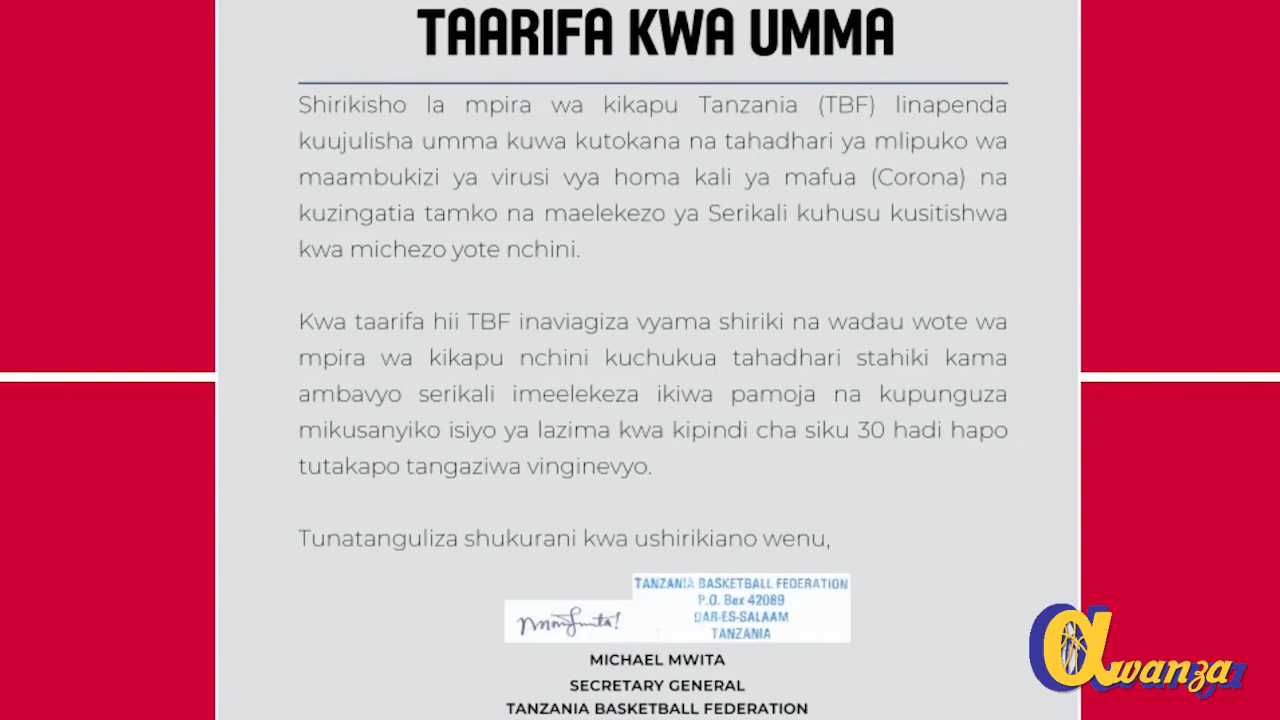 TAARIFA KWA UMMA
Shirikisho la mpira wa kikapu Tanzania (TBF) linapenda
kuujulisha umma kuwa kutokana na tahadhari ya mlipuko wa
maambukizi ya virusi vya homa kali ya mafua (Corona) na
kuzingatia tamko na maelekezo ya Serikali kuhusu kusitishwa
kwa michezo yote nchini.
Kwa taarifa hii TBF inaviagiza vyama shiriki na wadau wote wa
mpira wa kikapu nchini kuchukua tahadhari stahiki kama
ambavyo serikali imeelekeza ikiwa pamoja na kupunguza
mikusanyiko isiyo ya lazima kwa kipindi cha siku 30 hadi hapo
tutakapo tangaziwa vinginevyo.
Tunatanguliza shukurani kwa ushirikiano wenu,
TANZANIA BASKETBALL FEDERATION
P.O. Box 42089
DAR-ES-SALAAM
TANZANIA
MICHAEL MWITA
SECRETARY GENERAL
TANZANIA BASKETBALL FEDERATION
wanza